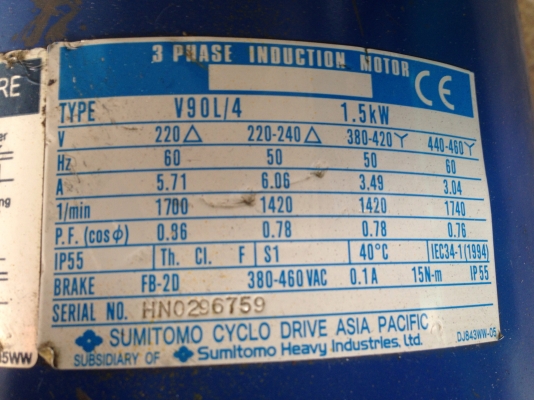 3 PHASE INDUCTION MOTOR
CE
TYPE V90L/4 1.5kW
V 220△ 220-240△ 380-420Y 440-460Y
Hz 60 50 50 60
A 5.71 6.06 3.49 3.04
1/min 1700 1420 1420 1740
P.F. (cosϕ) 0.86 0.78 0.78 0.76
IP55 Th. Cl. F S1 40°C IEC34-1(1994)
BRAKE FB-2D 380-460VAC 0.1A 15N-m IP55
SERIAL NO. HN0296759
SUMITOMO CYCLO DRIVE ASIA PACIFIC
SUBSIDIARY OF Sumitomo Heavy Industries, Ltd.
DJ843WW-05